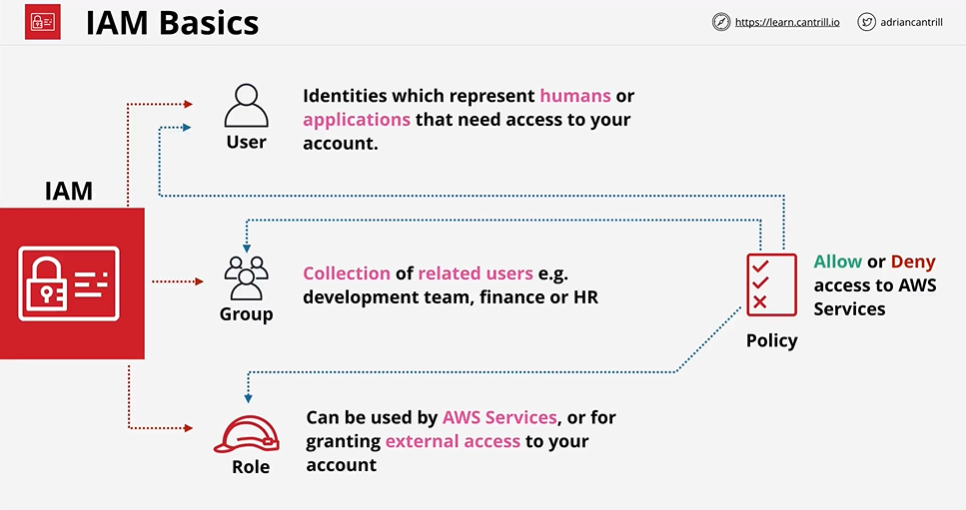 IAM Basics
https://learn.cantrill.io
adriancantrill
Identities which represent humans or
applications that need access to your
account.
User
IAM
Collection of related users e.g.
development team, finance or HR
Group
Allow or Deny
access to AWS
Services
Policy
Can be used by AWS Services, or for
granting external access to your
account
Role